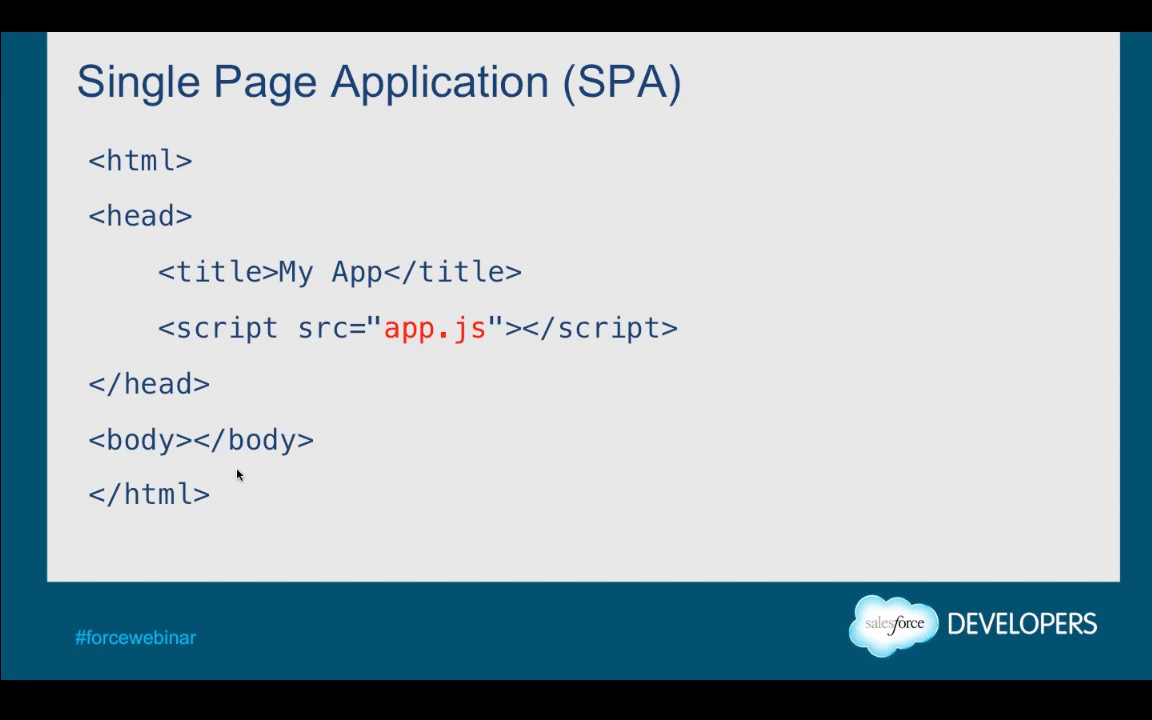 Single Page Application (SPA)
<html>
<head>
    <title>My App</title>
    <script src="app.js"></script>
</head>
<body></body>
</html>
#forcewebinar
salesforce DEVELOPERS